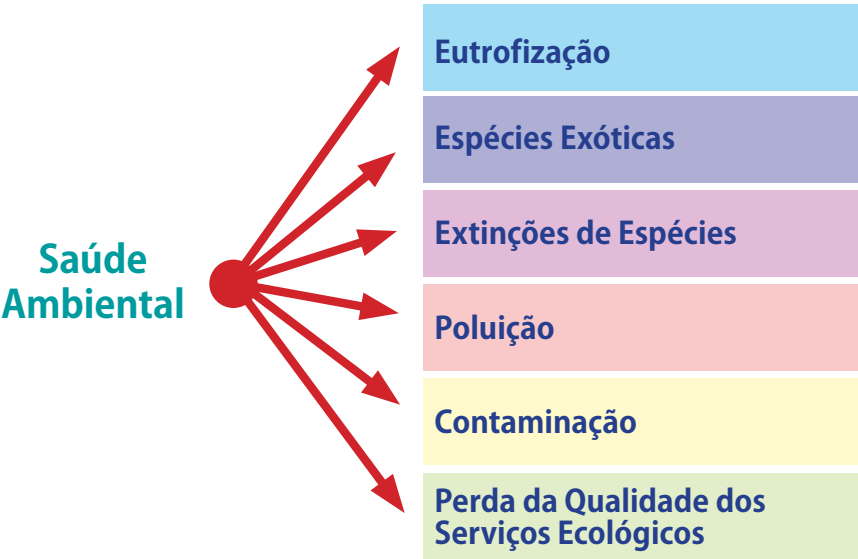 Saúde
Ambiental
Eutrofização
Espécies Exóticas
Extinções de Espécies
Poluição
Contaminação
Perda da Qualidade dos
Serviços Ecológicos